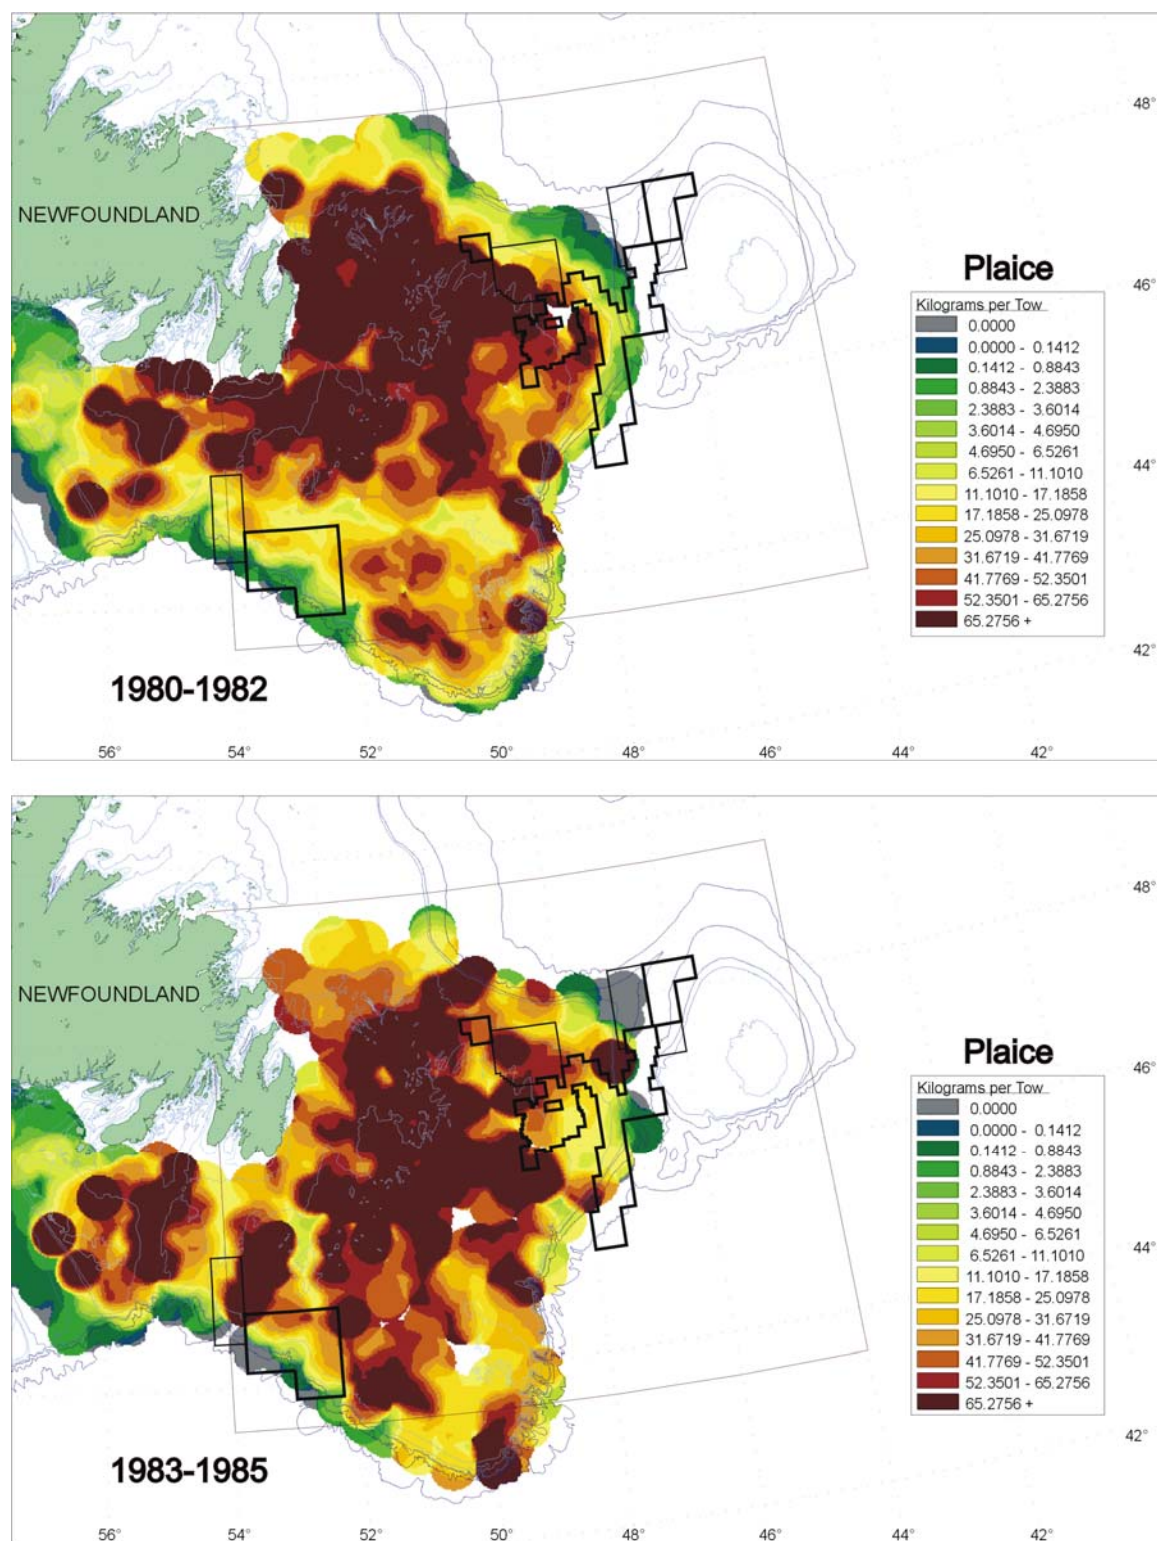 48°
NEWFOUNDLAND
Plaice
46°
Kilograms per Tow
0.0000
0.0000 - 0.1412
0.1412 - 0.8843
0.8843 - 2.3883
2.3883 - 3.6014
3.6014 - 4.6950
4.6950 - 6.5261
6.5261 - 11.1010
11.1010 - 17.1858
17.1858 - 25.0978
25.0978 - 31.6719
31.6719 - 41.7769
41.7769 - 52.3501
52.3501 - 65.2756
65.2756 +
44°
42°
1980-1982
56° 54° 52° 50° 48° 46° 44° 42°
48°
NEWFOUNDLAND
Plaice
46°
Kilograms per Tow
0.0000
0.0000 - 0.1412
0.1412 - 0.8843
0.8843 - 2.3883
2.3883 - 3.6014
3.6014 - 4.6950
4.6950 - 6.5261
6.5261 - 11.1010
11.1010 - 17.1858
17.1858 - 25.0978
25.0978 - 31.6719
31.6719 - 41.7769
41.7769 - 52.3501
52.3501 - 65.2756
65.2756 +
44°
42°
1983-1985
56° 54° 52° 50° 48° 46° 44° 42°